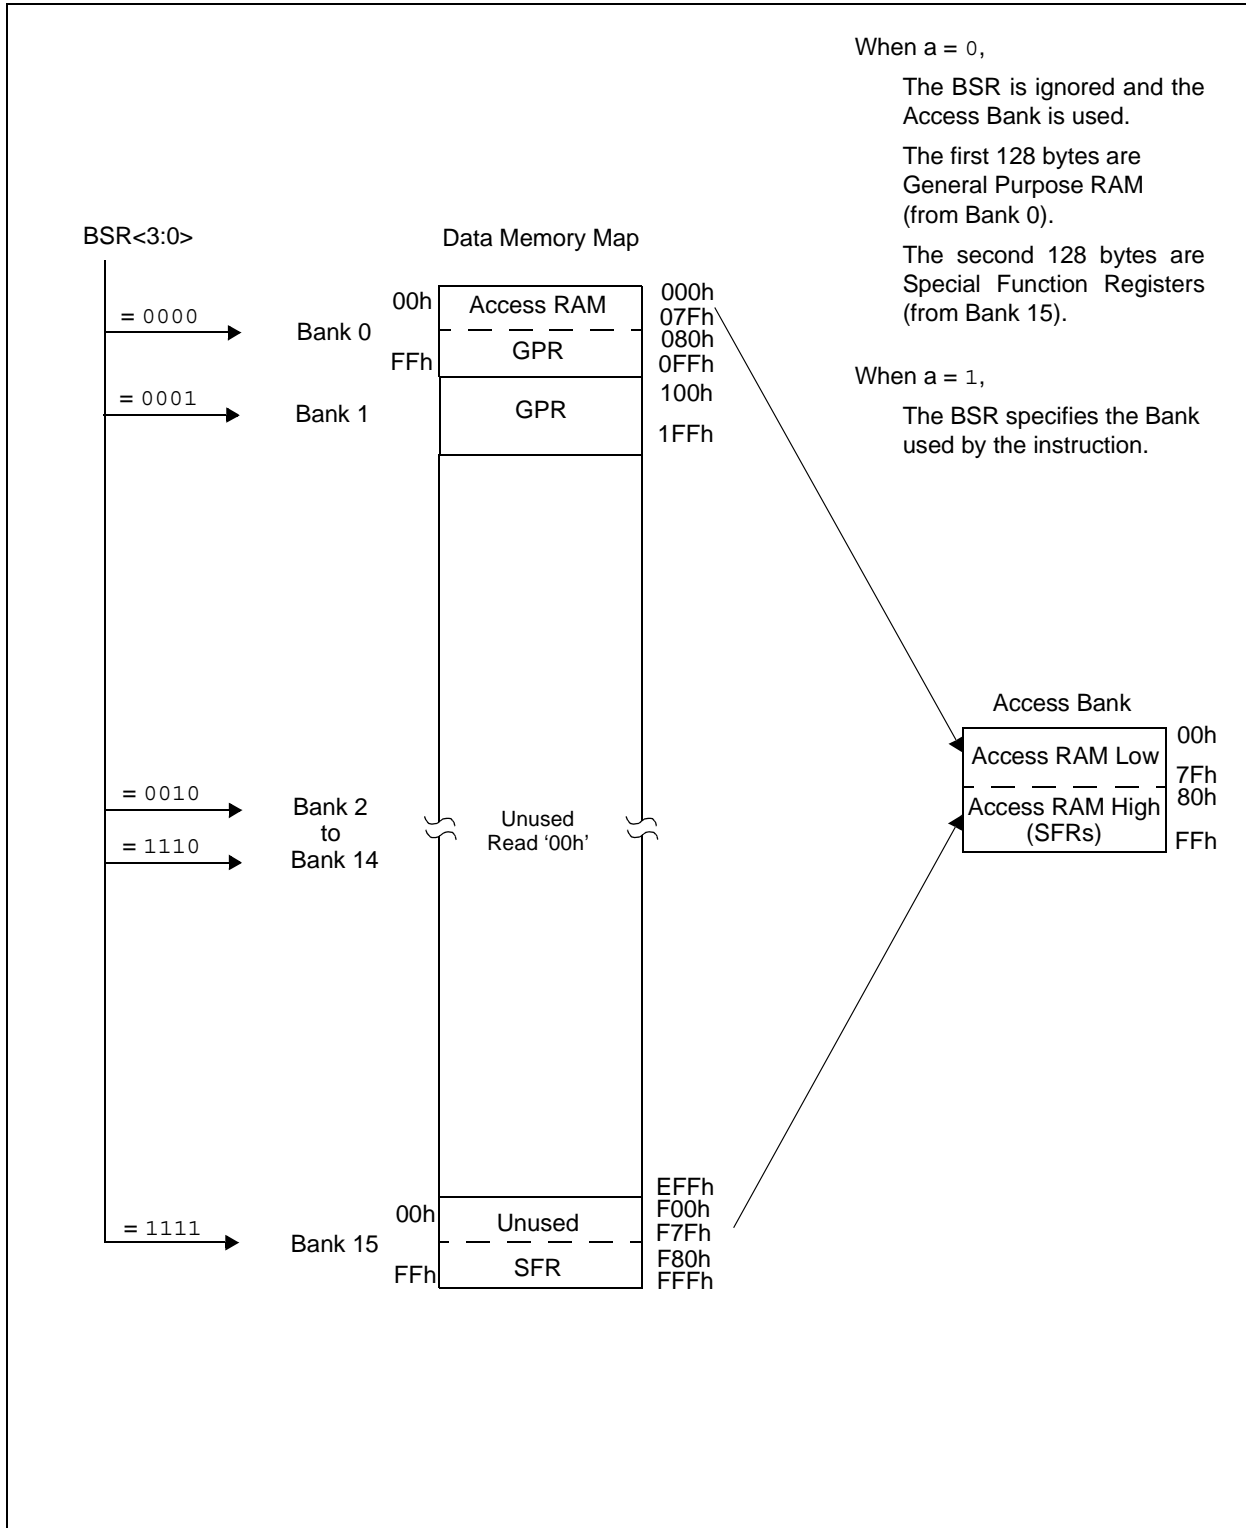 When a = 0,
The BSR is ignored and the
Access Bank is used.
The first 128 bytes are
General Purpose RAM
(from Bank 0).
The second 128 bytes are
Special Function Registers
(from Bank 15).
When a = 1,
The BSR specifies the Bank
used by the instruction.
BSR<3:0>
= 0000
= 0001
= 0010
= 1110
= 1111
Bank 0
Bank 1
Bank 2
to
Bank 14
Bank 15
Data Memory Map
00h
Access RAM
000h
07Fh
080h
FFh
GPR
0FFh
GPR
100h
1FFh
Unused
Read ‘00h’
EFFh
00h
Unused
F00h
F7Fh
FFh
SFR
F80h
FFFh
Access Bank
Access RAM Low
00h
7Fh
Access RAM High
(SFRs)
80h
FFh